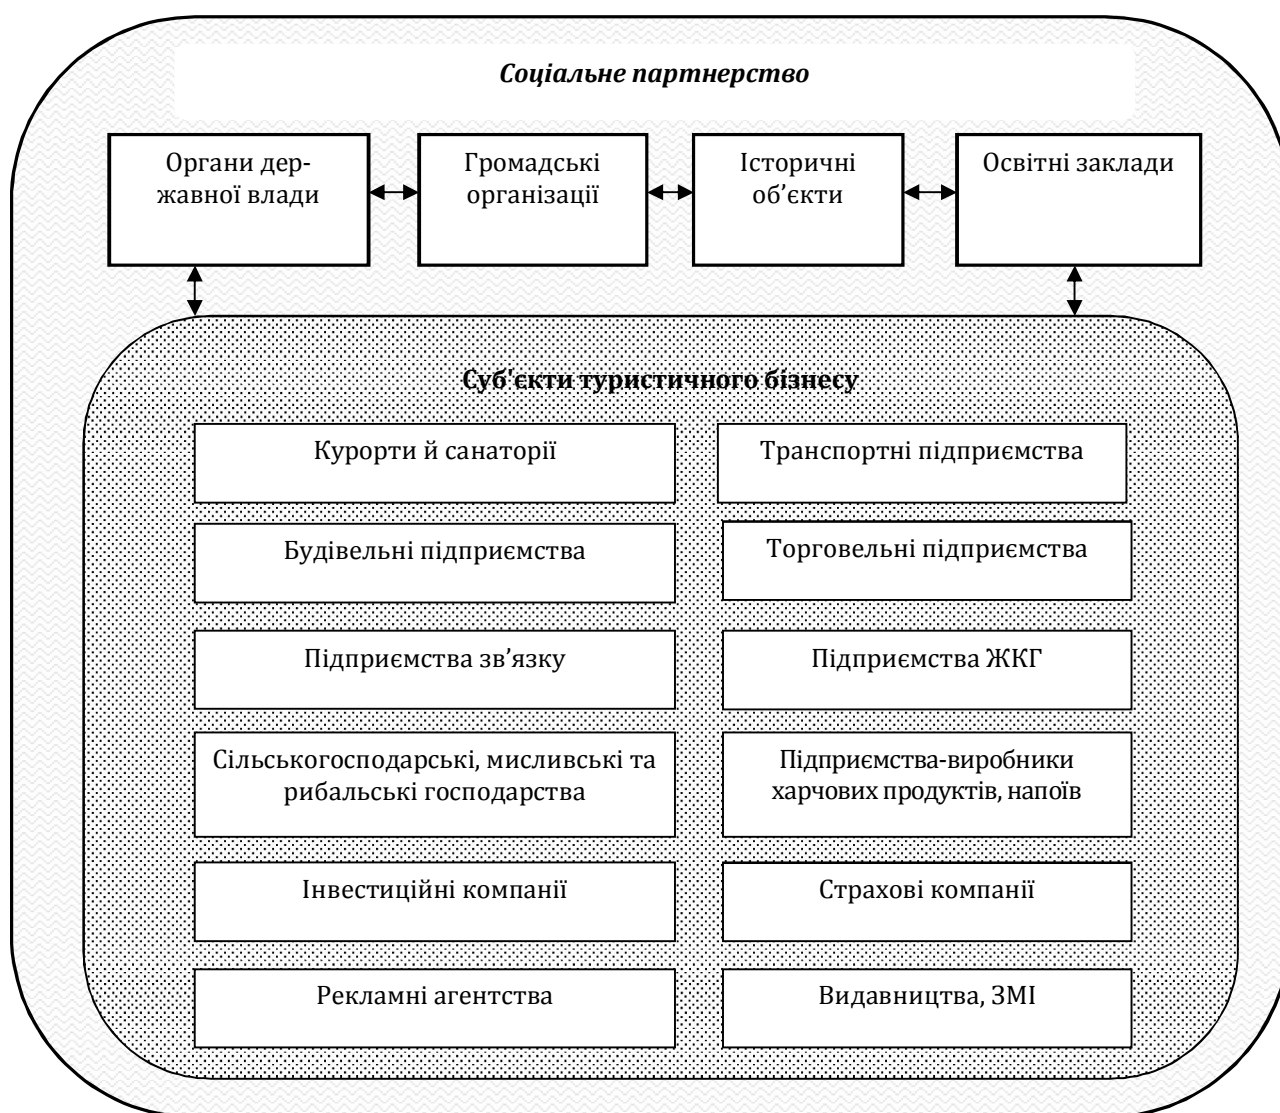 Соціальне партнерство
Органи дер-
жавної влади
Громадські
організації
Історичні
об’єкти
Освітні заклади
Суб'єкти туристичного бізнесу
Курорти й санаторії
Транспортні підприємства
Будівельні підприємства
Торговельні підприємства
Підприємства зв’язку
Підприємства ЖКГ
Сільськогосподарські, мисливські та
рибальські господарства
Підприємства-виробники
харчових продуктів, напоїв
Інвестиційні компанії
Страхові компанії
Рекламні агентства
Видавництва, ЗМІ